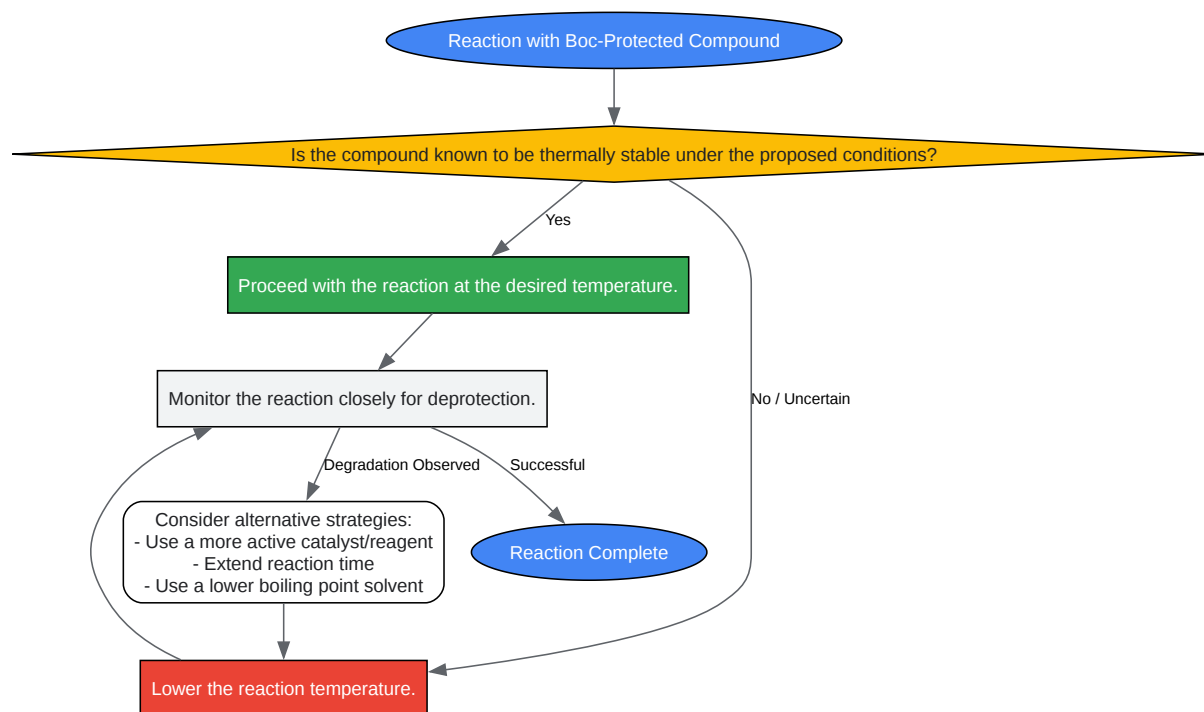 Reaction with Boc-Protected Compound
Is the compound known to be thermally stable under the proposed conditions?
Yes
Proceed with the reaction at the desired temperature.
Monitor the reaction closely for deprotection.
No / Uncertain
Degradation Observed
Successful
Consider alternative strategies:
- Use a more active catalyst/reagent
- Extend reaction time
- Use a lower boiling point solvent
Reaction Complete
Lower the reaction temperature.